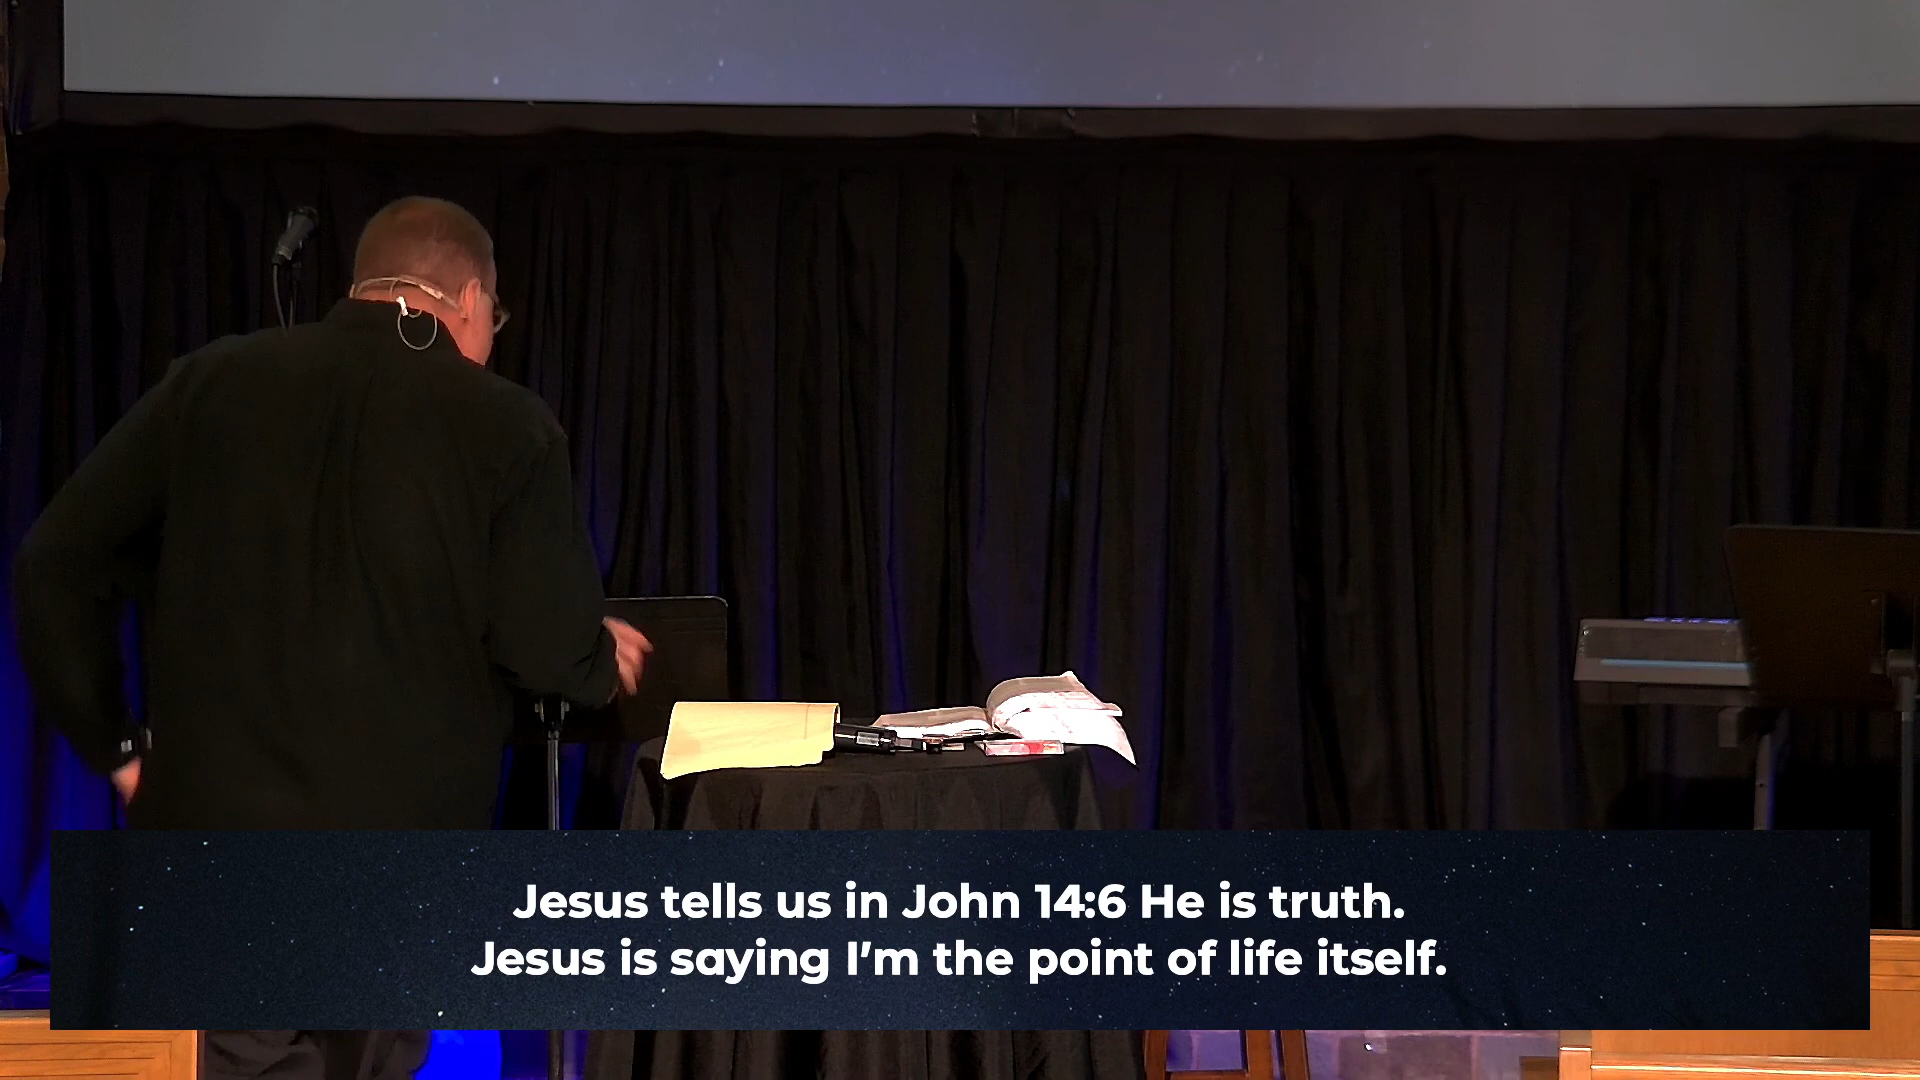 Jesus tells us in John 14:6 He is truth.
Jesus is saying I’m the point of life itself.